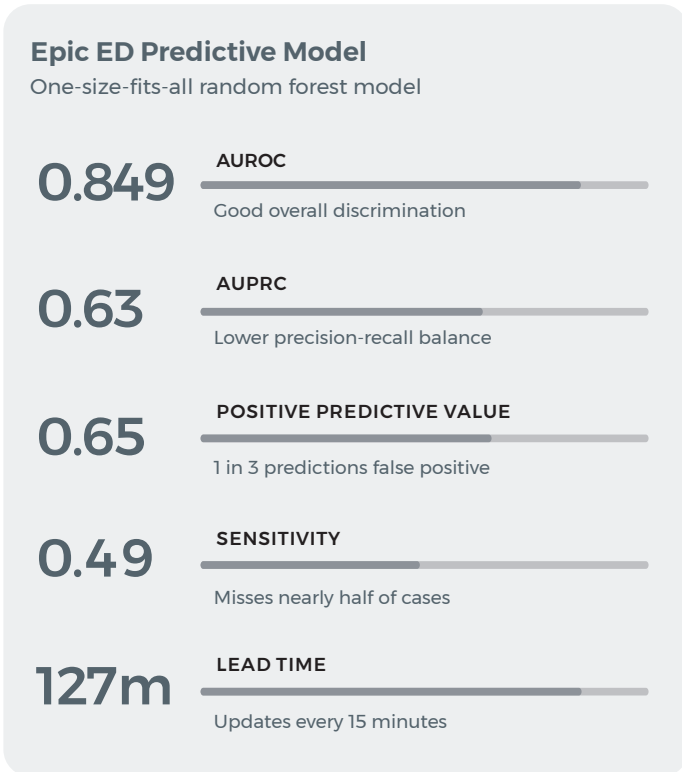 Epic ED Predictive Model
One-size-fits-all random forest model
0.849
AUROC
Good overall discrimination
0.63
AUPRC
Lower precision-recall balance
0.65
POSITIVE PREDICTIVE VALUE
1 in 3 predictions false positive
0.49
SENSITIVITY
Misses nearly half of cases
127m
LEAD TIME
Updates every 15 minutes